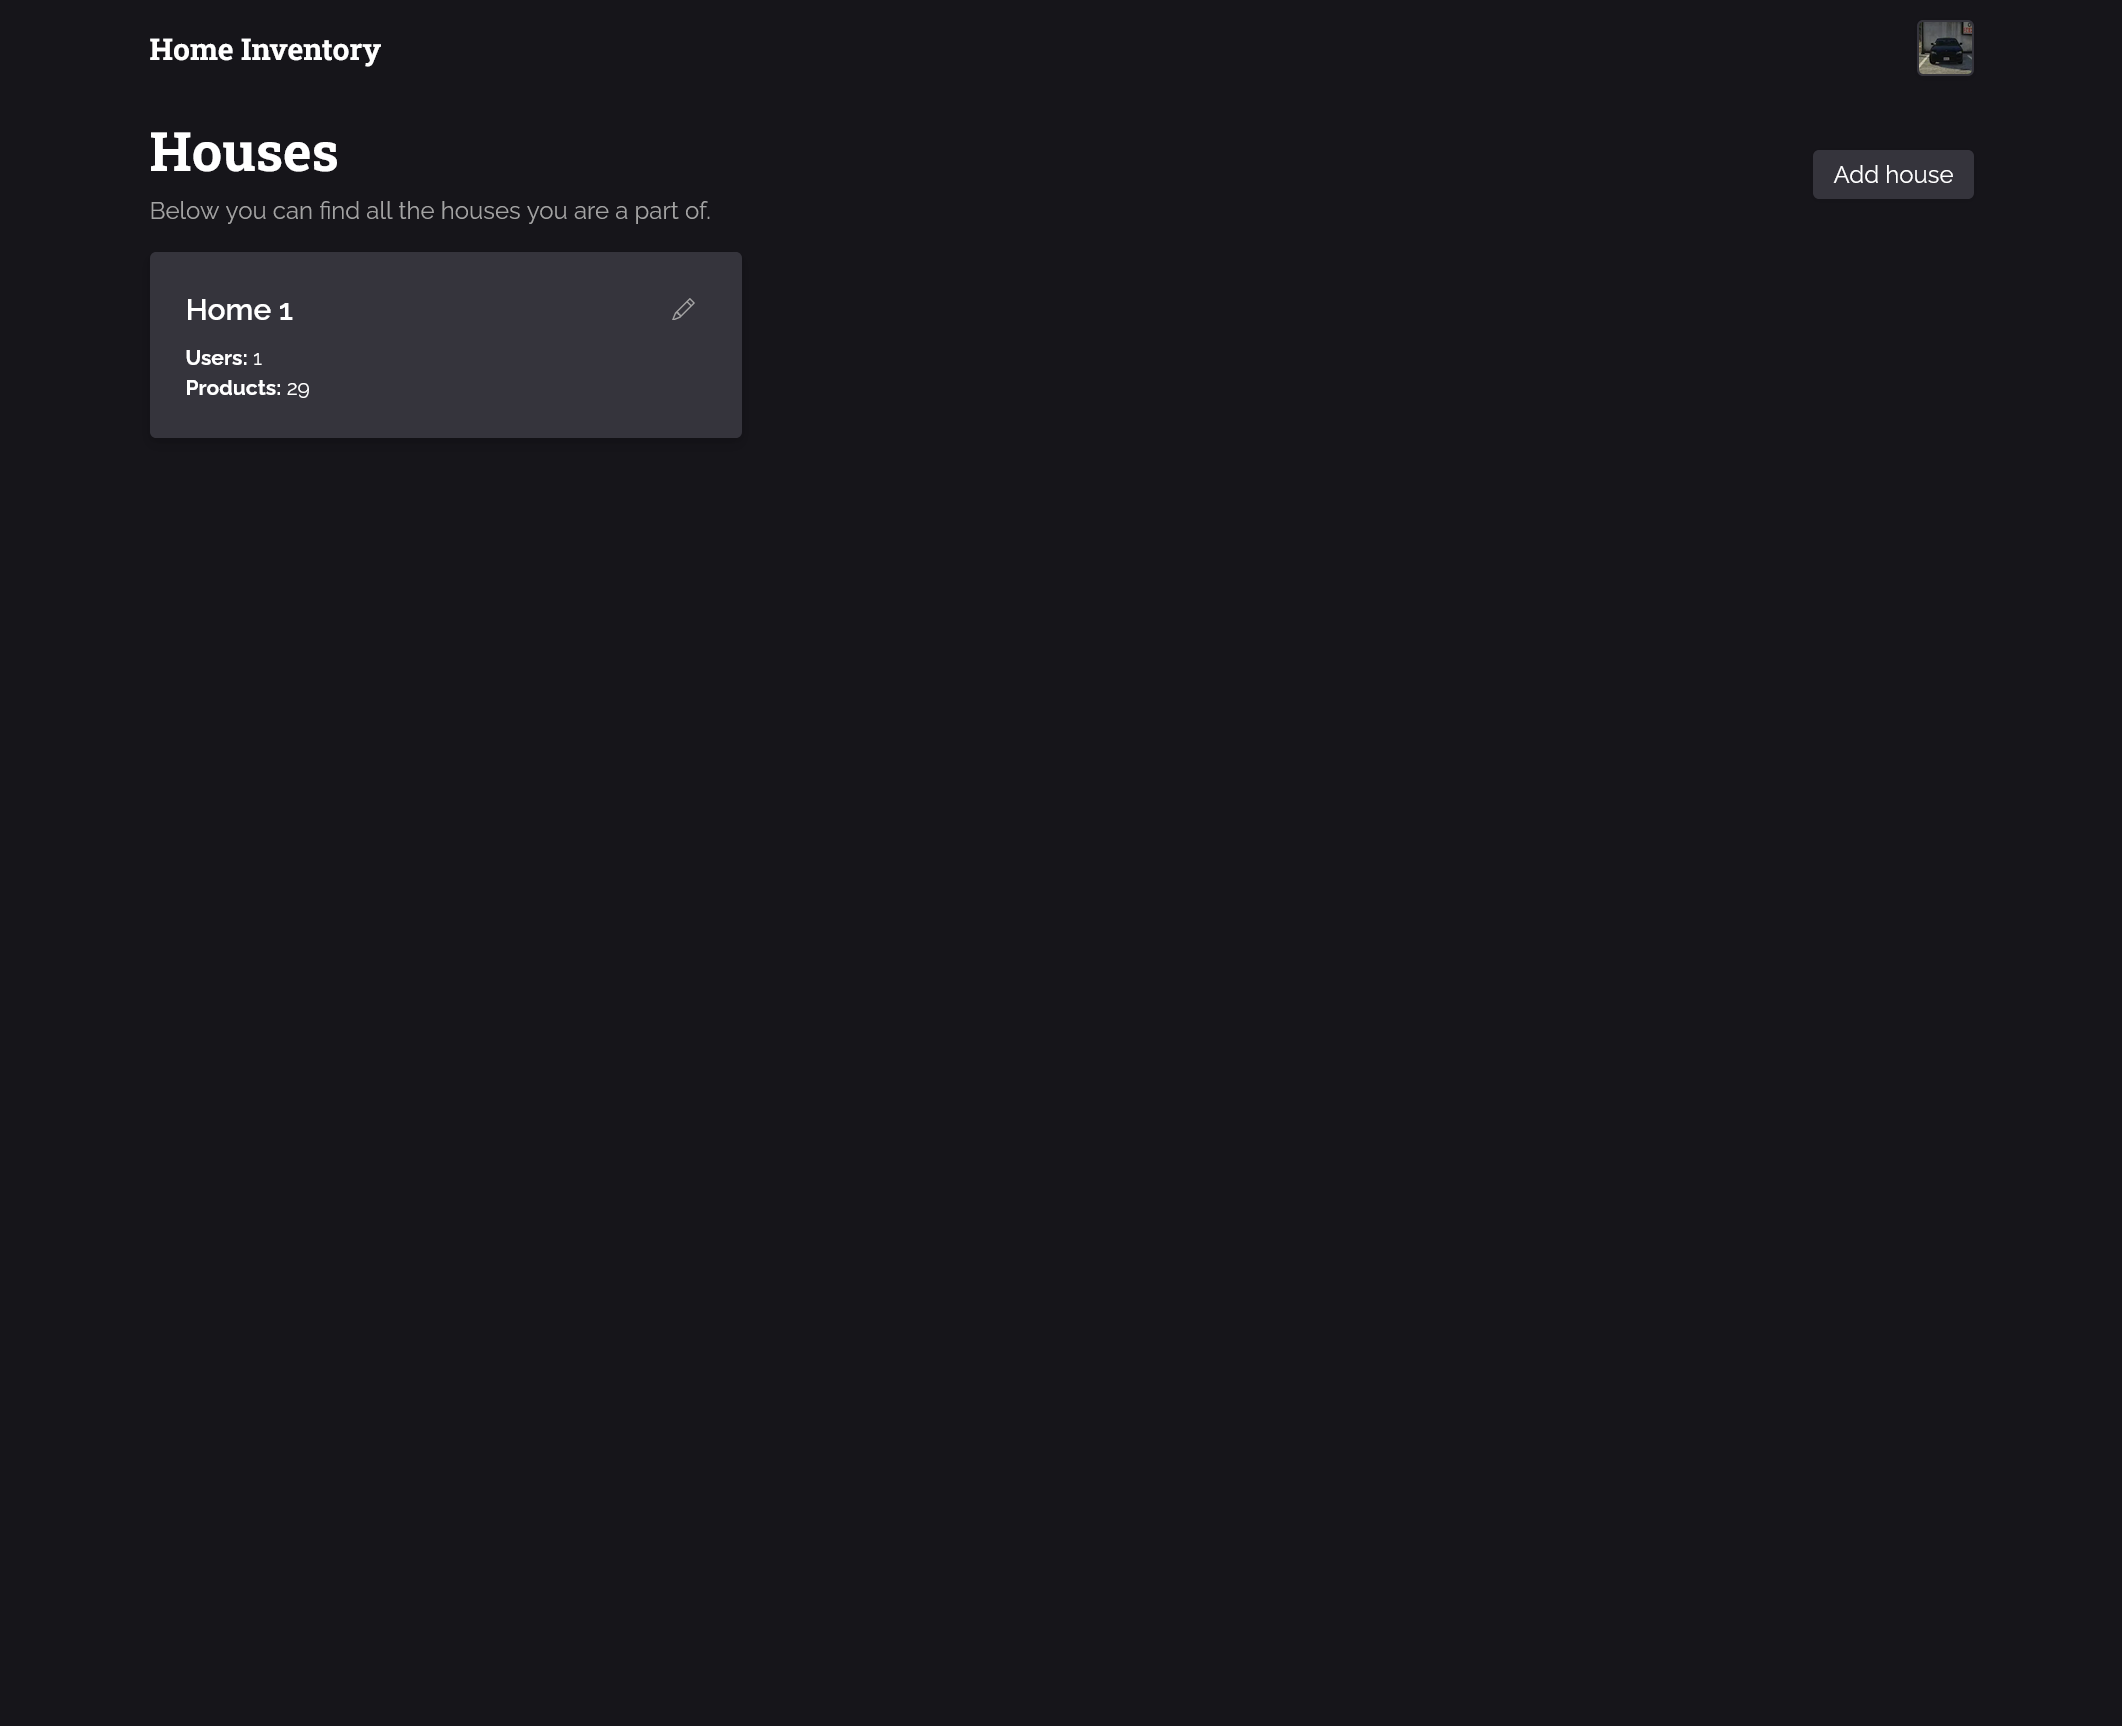 Home Inventory
Houses
Add house
Below you can find all the houses you are a part of.
Home 1
Users: 1
Products: 29